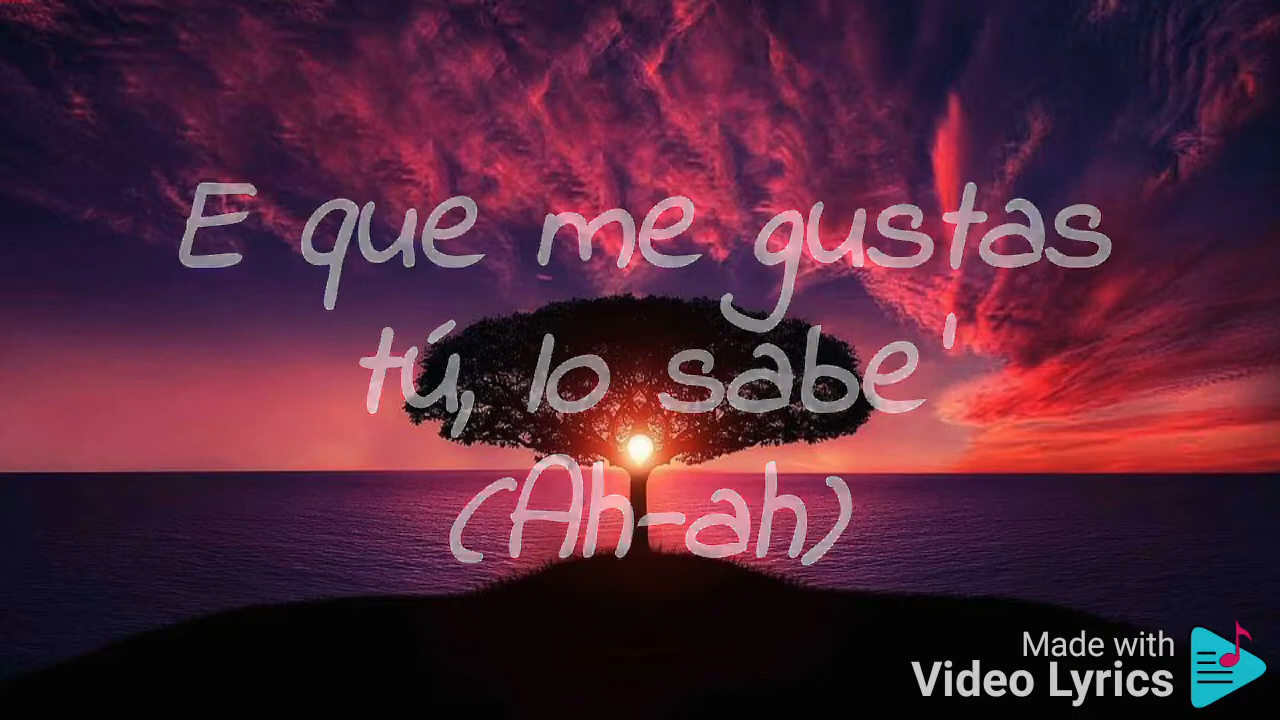 E que me gustas
tú, lo sabe'
(Ah-ah)
Made with
Video Lyrics